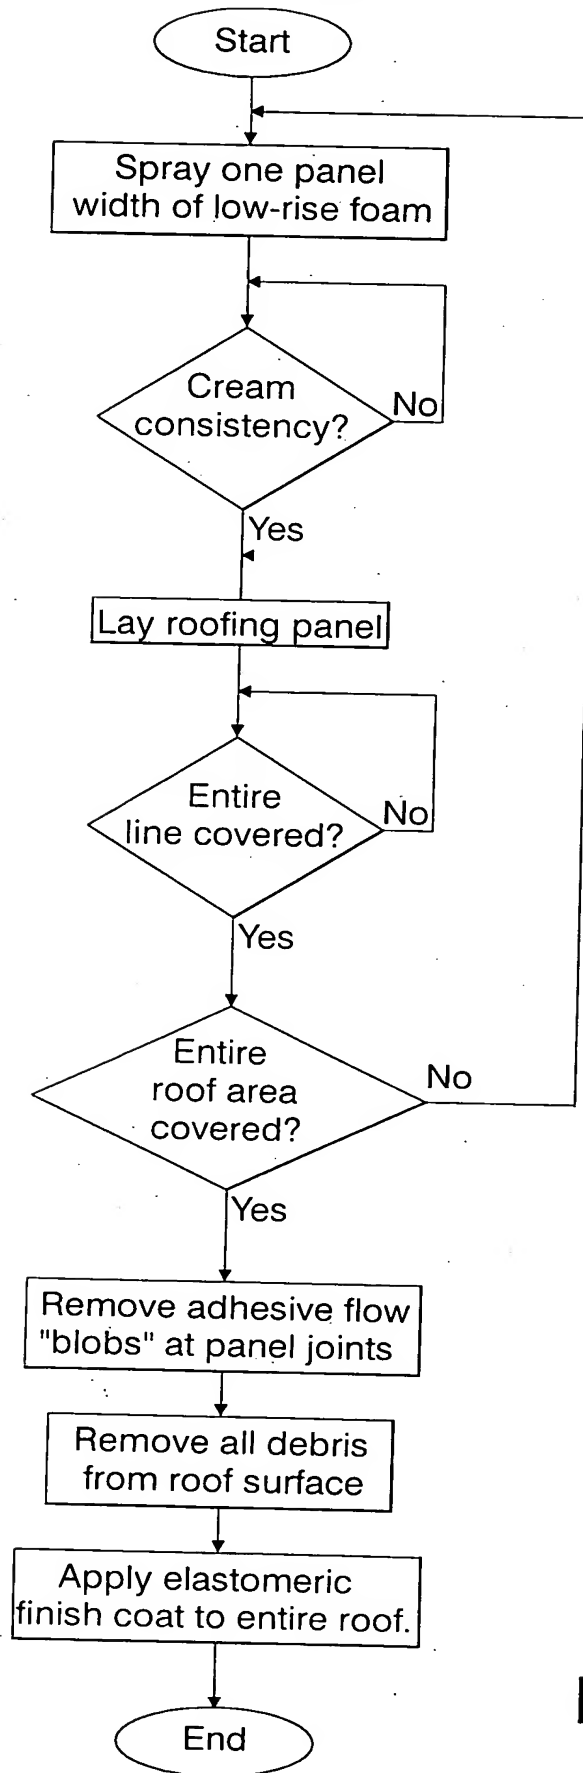 Start
Spray one panel
width of low-rise foam
Cream
consistency?
No
Yes
Lay roofing panel
Entire
line covered?
No
Yes
Entire
roof area
covered?
No
Yes
Remove adhesive flow
"blobs" at panel joints
Remove all debris
from roof surface
Apply elastomeric
finish coat to entire roof.
End